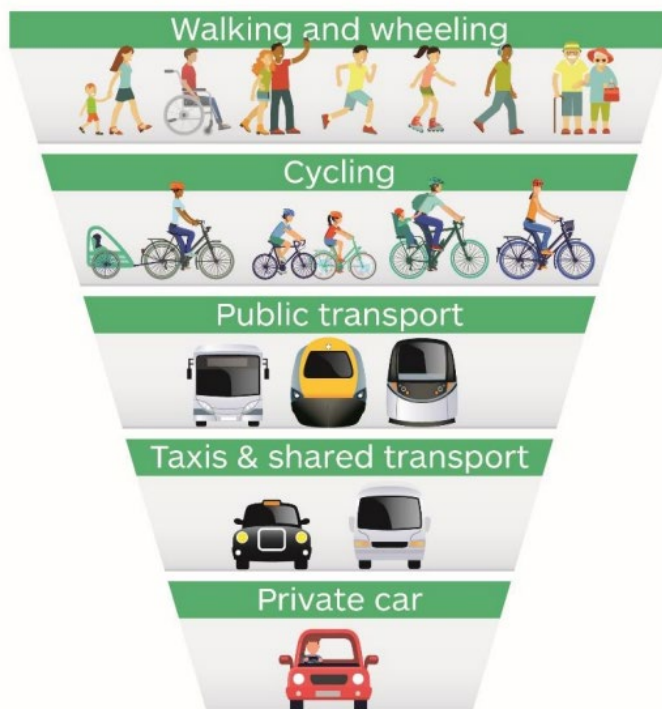 Walking and wheeling
Cycling
Public transport
Taxis & shared transport
Private car